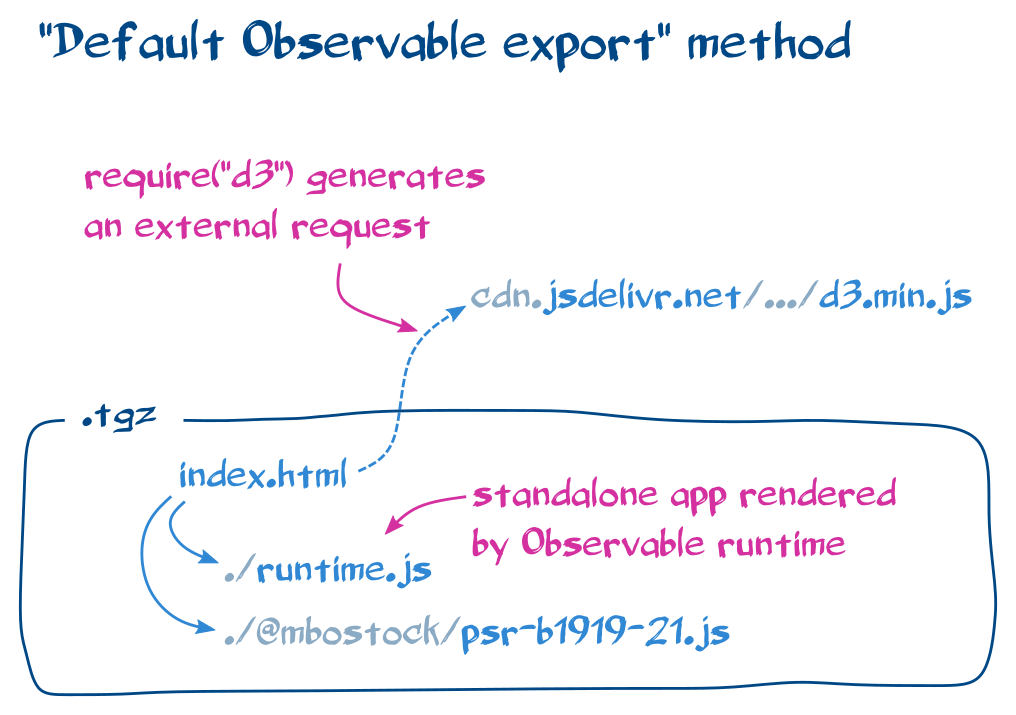 "Default Observable export" method
require("d3") generates
an external request
cdn.jsdelivr.net/.../d3.min.js
.tgz
index.html
standalone app rendered
by Observable runtime
./runtime.js
./@mbostock/psr-b1919-21.js